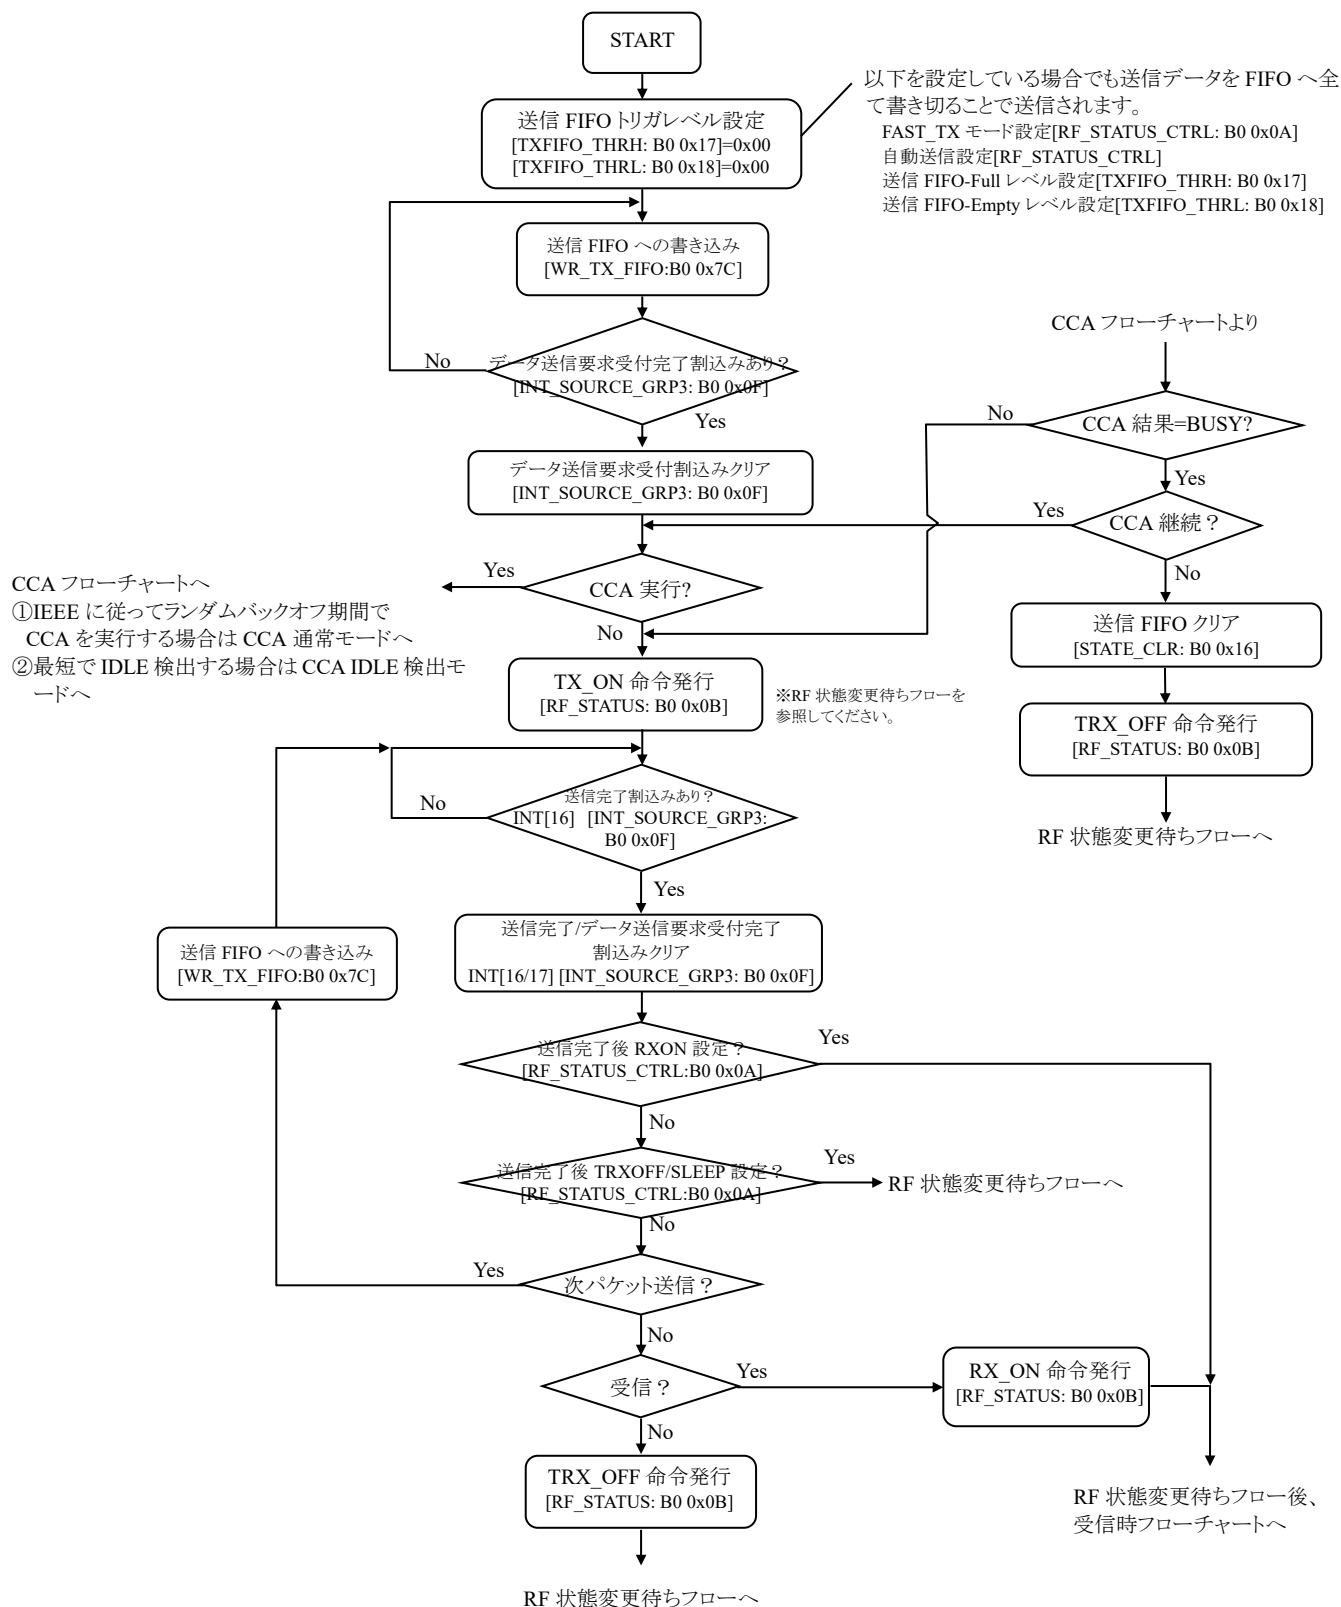 START
以下を設定している場合でも送信データを FIFO へ全
て書き切ることで送信されます。
FAST_TX モード設定[RF_STATUS_CTRL: B0 0x0A]
自動送信設定[RF_STATUS_CTRL]
送信 FIFO-Full レベル設定[TXFIFO_THRH: B0 0x17]
送信 FIFO-Empty レベル設定[TXFIFO_THRL: B0 0x18]
送信 FIFO トリガレベル設定
[TXFIFO_THRH: B0 0x17]=0x00
[TXFIFO_THRL: B0 0x18]=0x00
送信 FIFO への書き込み
[WR_TX_FIFO:B0 0x7C]
CCA フローチャートより
No
データ送信要求受付完了割込みあり？
[INT_SOURCE_GRP3: B0 0x0F]
Yes
No
CCA 結果=BUSY?
Yes
データ送信要求受付割込みクリア
[INT_SOURCE_GRP3: B0 0x0F]
Yes
CCA 継続？
No
CCA フローチャートへ
①IEEE に従ってランダムバックオフ期間で
CCA を実行する場合は CCA 通常モードへ
②最短で IDLE 検出する場合は CCA IDLE 検出モ
ードへ
Yes
CCA 実行?
No
送信 FIFO クリア
[STATE_CLR: B0 0x16]
TX_ON 命令発行
[RF_STATUS: B0 0x0B]
※RF 状態変更待ちフローを
参照してください。
TRX_OFF 命令発行
[RF_STATUS: B0 0x0B]
RF 状態変更待ちフローへ
No
送信完了割込みあり？
INT[16] [INT_SOURCE_GRP3:
B0 0x0F]
Yes
送信完了/データ送信要求受付完了
割込みクリア
INT[16/17] [INT_SOURCE_GRP3: B0 0x0F]
送信 FIFO への書き込み
[WR_TX_FIFO:B0 0x7C]
送信完了後 RXON 設定？
[RF_STATUS_CTRL:B0 0x0A]
Yes
No
送信完了後 TRXOFF/SLEEP 設定？
[RF_STATUS_CTRL:B0 0x0A]
Yes
RF 状態変更待ちフローへ
No
Yes
次パケット送信？
No
受信？
Yes
RX_ON 命令発行
[RF_STATUS: B0 0x0B]
No
TRX_OFF 命令発行
[RF_STATUS: B0 0x0B]
RF 状態変更待ちフロー後、
受信時フローチャートへ
RF 状態変更待ちフローへ